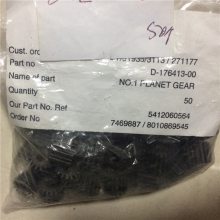 Cust. ord
Part no D-176413-00
Name of part NO.1 PLANET GEAR
Quantity 50
Our Part No. Ref 5412060564
Order No 7469887 / 8010869545